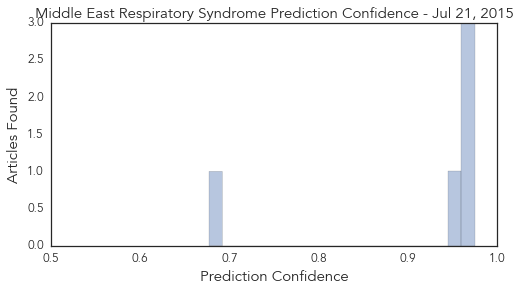 Middle East Respiratory Syndrome Prediction Confidence - Jul 21, 2015
3.0
2.5
2.0
1.5
1.0
0.5
0.0
Articles Found
0.5 0.6 0.7 0.8 0.9 1.0
Prediction Confidence